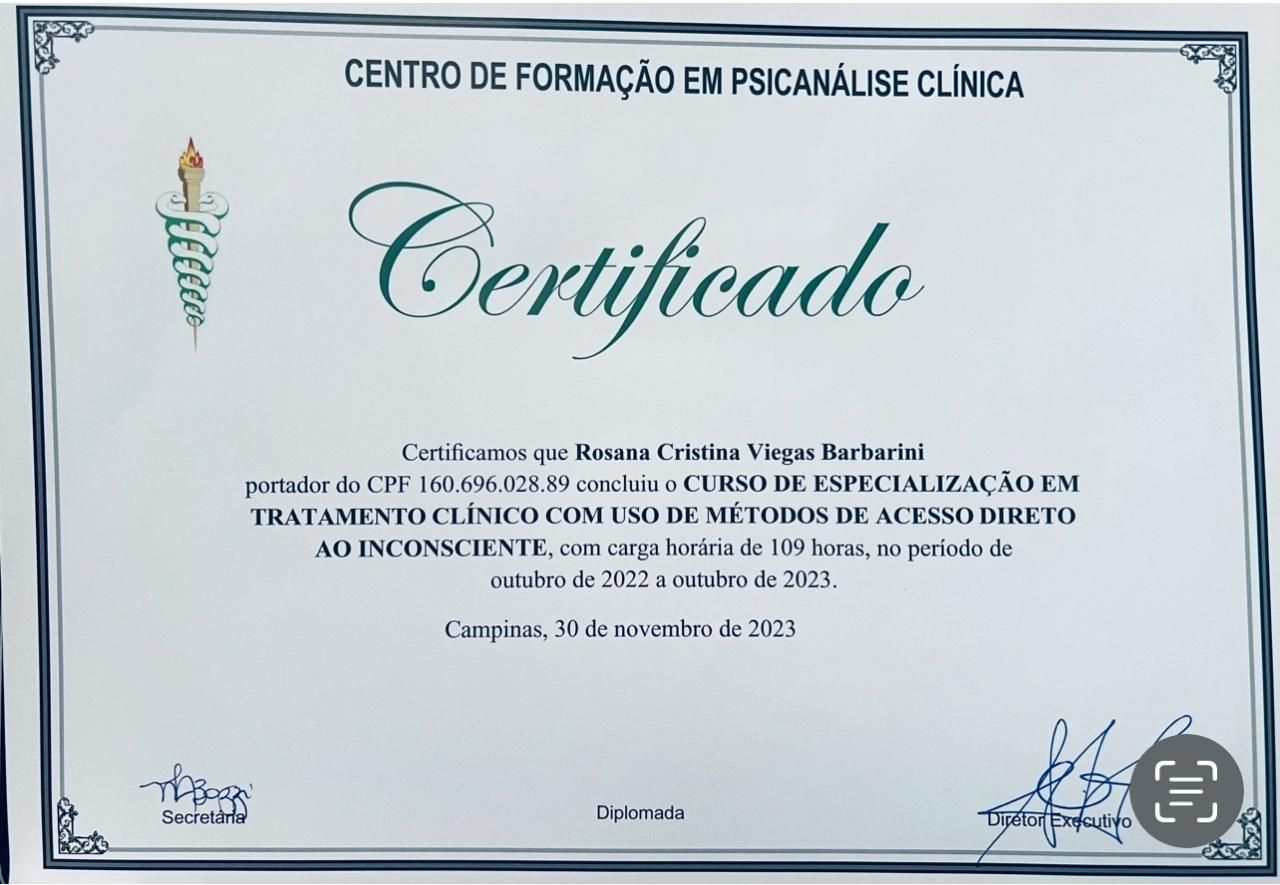 CENTRO DE FORMAÇÃO EM PSICANÁLISE CLÍNICA
Certificado
Certificamos que Rosana Cristina Viegas Barbarini
portador do CPF 160.696.028.89 concluiu o CURSO DE ESPECIALIZAÇÃO EM
TRATAMENTO CLÍNICO COM USO DE MÉTODOS DE ACESSO DIRETO
AO INCONSCIENTE, com carga horária de 109 horas, no período de
outubro de 2022 a outubro de 2023.
Campinas, 30 de novembro de 2023
Secretária
Diplomada
Diretor Executivo